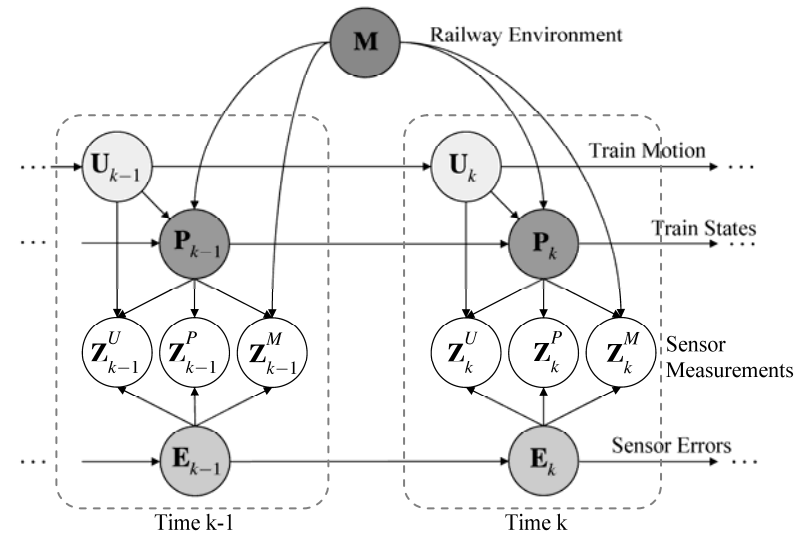 M
Railway Environment
U_{k-1}
U_k
Train Motion
P_{k-1}
P_k
Train States
Z^U_{k-1}
Z^P_{k-1}
Z^M_{k-1}
Z^U_k
Z^P_k
Z^M_k
Sensor
Measurements
E_{k-1}
E_k
Sensor Errors
Time k-1
Time k